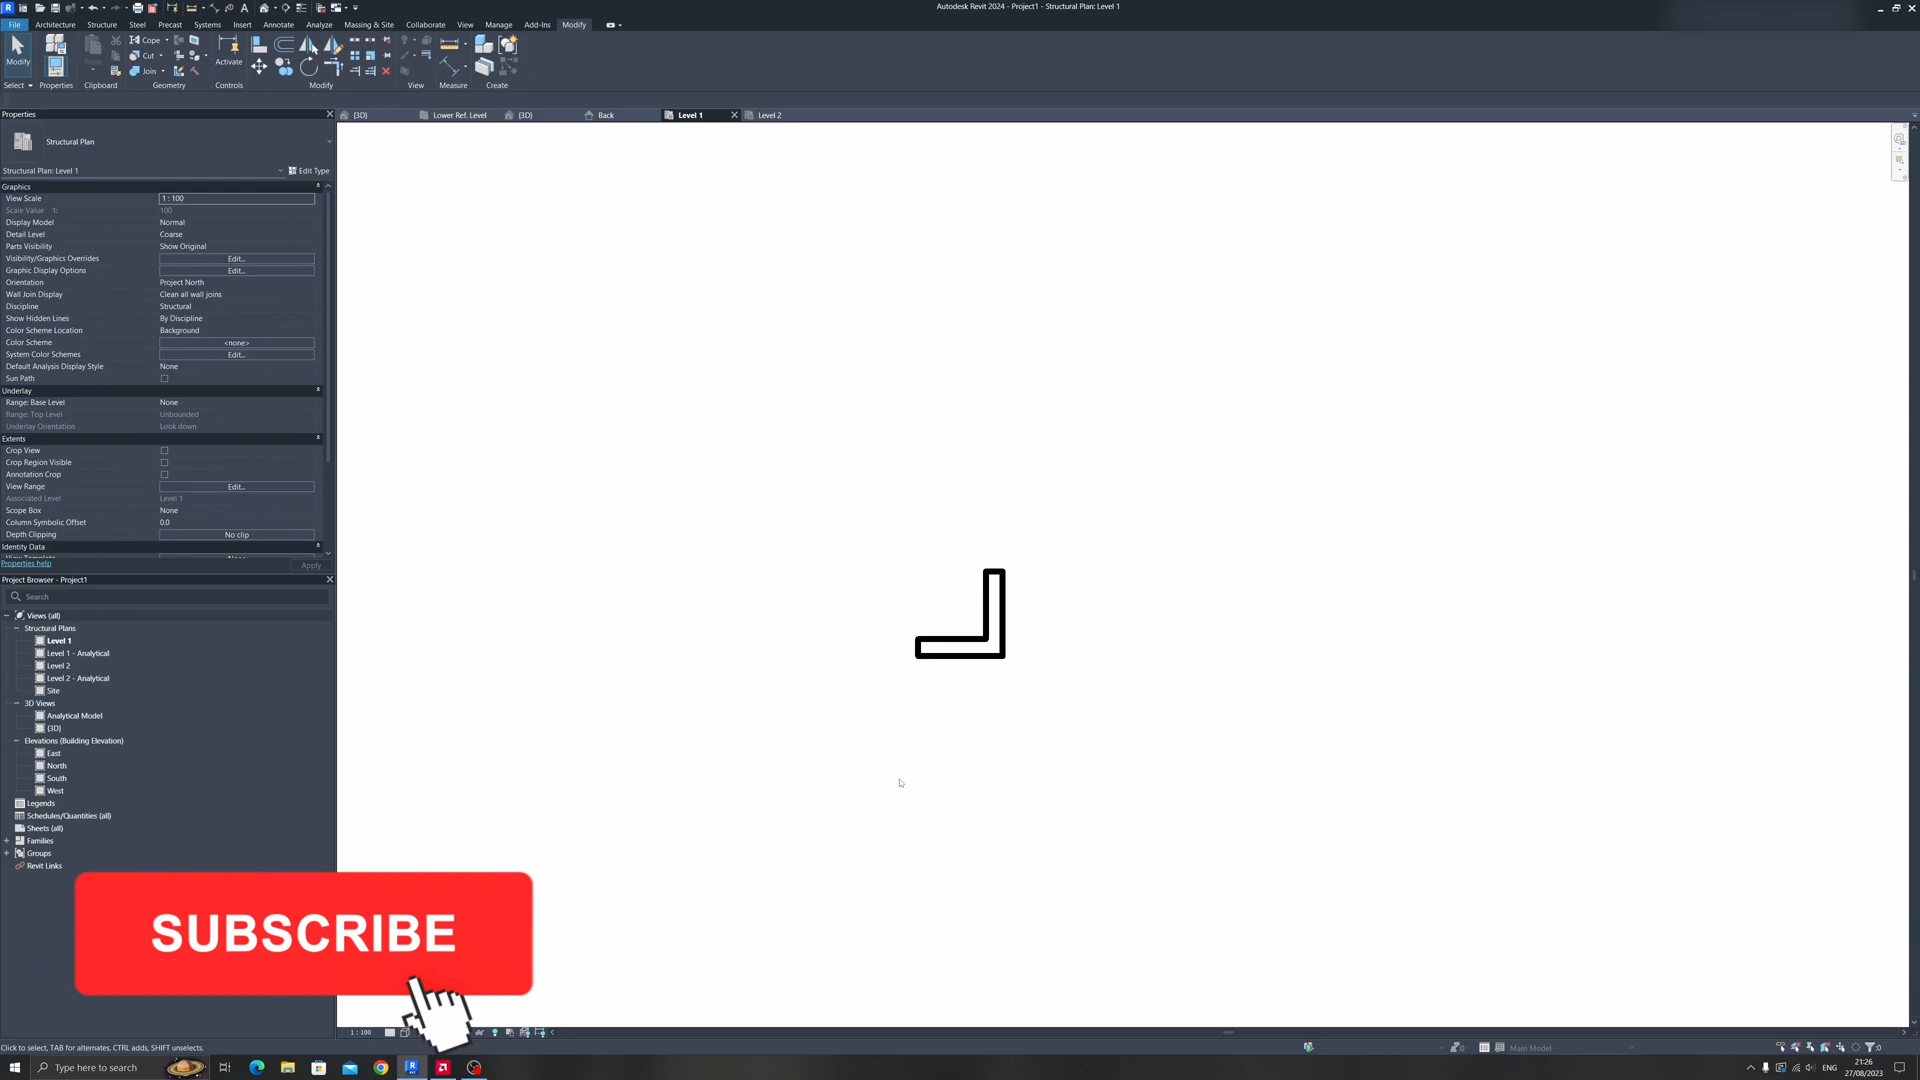 Autodesk Revit 2024 - Project1 - Structural Plan: Level 1
File Architecture Structure Steel Precast Systems Insert Annotate Analyze Massing & Site Collaborate View Manage Add-Ins Modify
Modify Paste Cope Cut Join Activate
Select Properties Clipboard Geometry Controls Modify View Measure Create
Properties
{3D} Lower Ref. Level {3D} Back Level 1 Level 2
Structural Plan
Structural Plan: Level 1 Edit Type
Graphics
View Scale 1 : 100
Scale Value 1: 100
Display Model Normal
Detail Level Coarse
Parts Visibility Show Original
Visibility/Graphics Overrides Edit...
Graphic Display Options Edit...
Orientation Project North
Wall Join Display Clean all wall joins
Discipline Structural
Show Hidden Lines By Discipline
Color Scheme Location Background
Color Scheme <none>
System Color Schemes Edit...
Default Analysis Display Style None
Sun Path
Underlay
Range: Base Level None
Range: Top Level Unbounded
Underlay Orientation Look down
Extents
Crop View
Crop Region Visible
Annotation Crop
View Range Edit...
Associated Level Level 1
Scope Box None
Column Symbolic Offset 0.0
Depth Clipping No clip
Identity Data
Properties help Apply
Project Browser - Project1
Search
Views (all)
Structural Plans
Level 1
Level 1 - Analytical
Level 2
Level 2 - Analytical
Site
3D Views
Analytical Model
{3D}
Elevations (Building Elevation)
East
North
South
West
Legends
Schedules/Quantities (all)
Sheets (all)
Families
Groups
Revit Links
SUBSCRIBE
1 : 100
Click to select, TAB for alternates, CTRL adds, SHIFT unselects. :0 Main Model :0
Type here to search ENG 21:26
27/08/2023